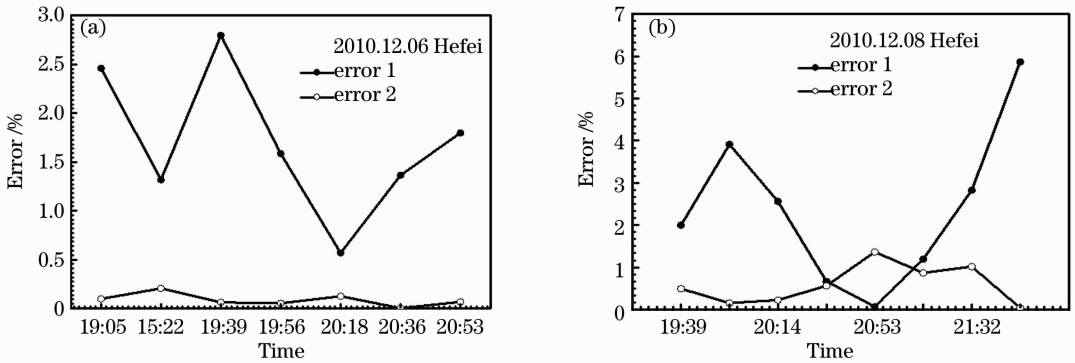 (a)
2010.12.06 Hefei
error 1
error 2
Error /%
3.0
2.5
2.0
1.5
1.0
0.5
0
19:05 15:22 19:39 19:56 20:18 20:36 20:53
Time
(b)
2010.12.08 Hefei
error 1
error 2
Error /%
7
6
5
4
3
2
1
0
19:39 20:14 20:53 21:32
Time